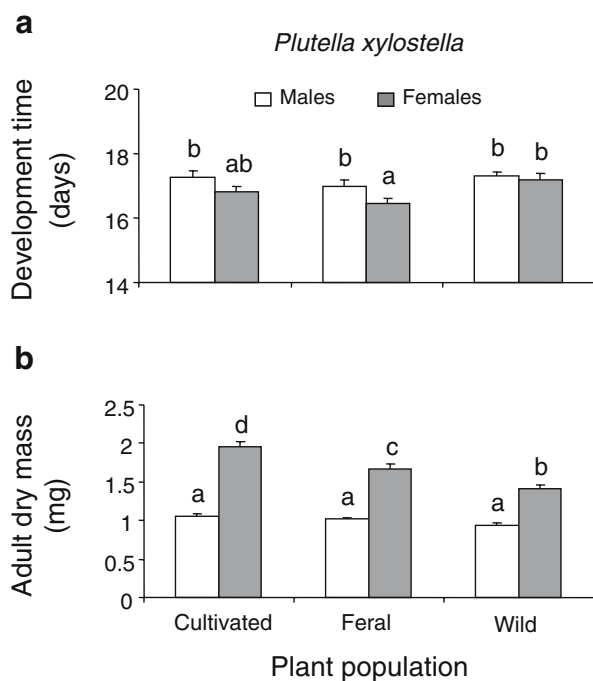 a
Plutella xylostella
Development time
(days)
20
18
16
14
Males
Females
b
ab
b
a
b
b
b
Adult dry mass
(mg)
2.5
2
1.5
1
0.5
0
a
d
a
c
a
b
Cultivated
Feral
Wild
Plant population